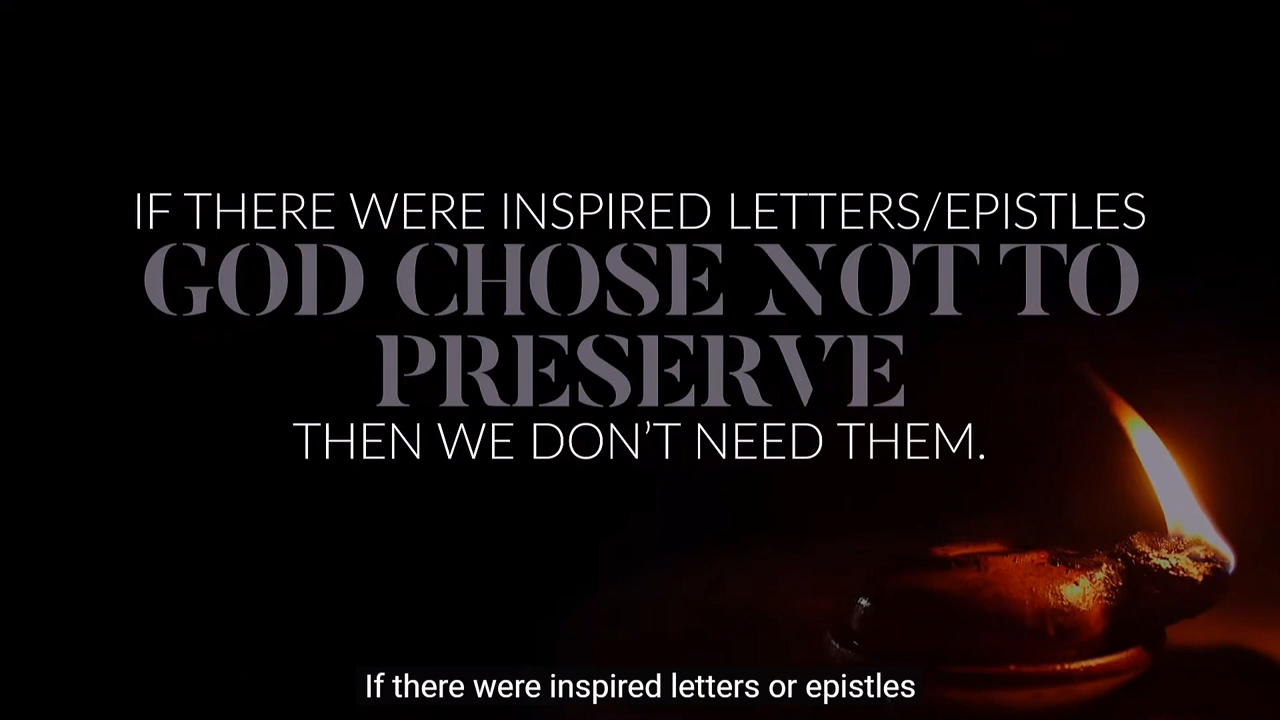 IF THERE WERE INSPIRED LETTERS/EPISTLES
GOD CHOSE NOT TO
PRESERVE
THEN WE DON’T NEED THEM.
If there were inspired letters or epistles